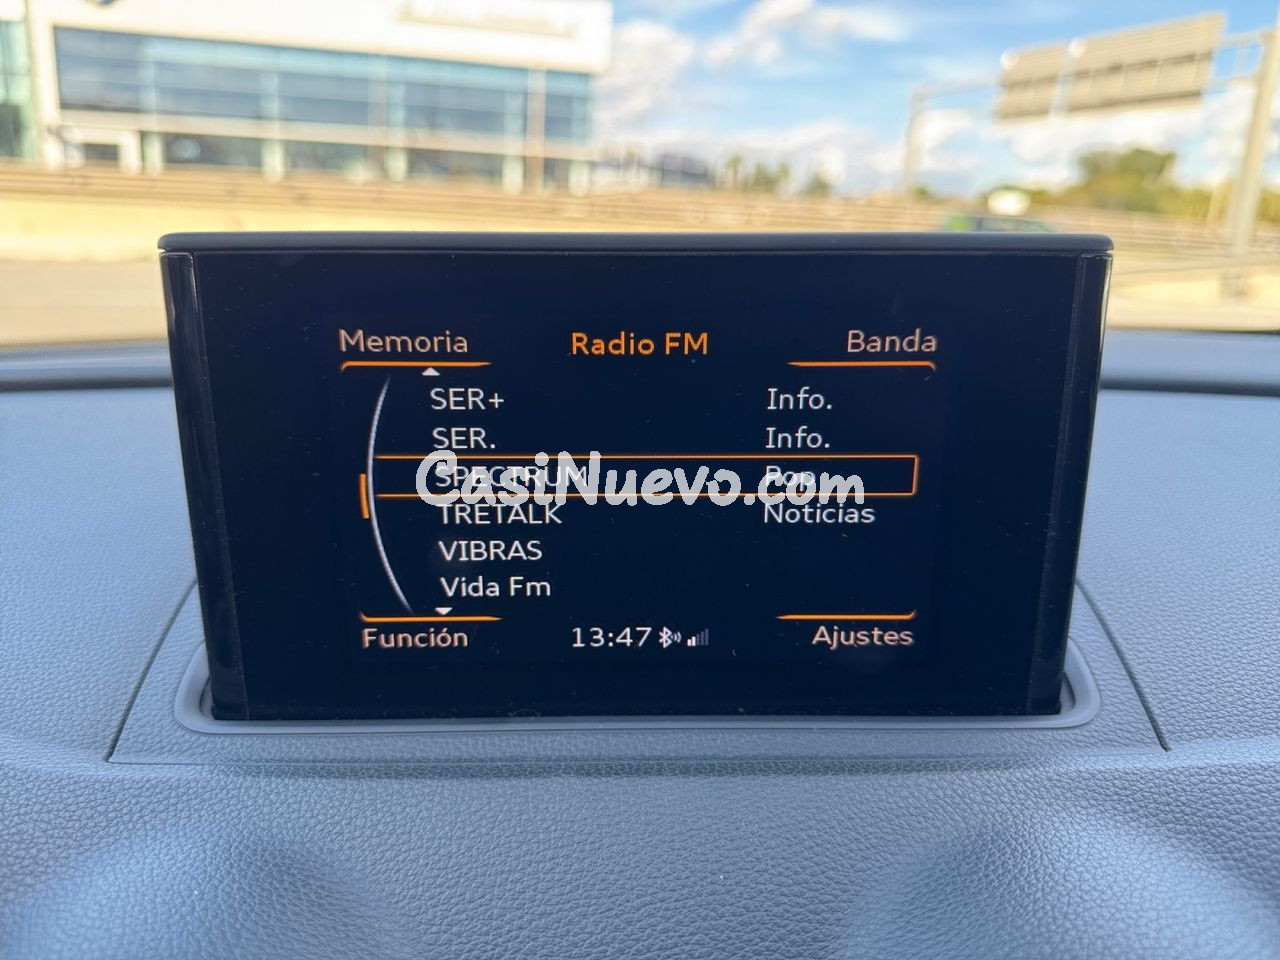 Memoria Radio FM Banda
SER+ Info.
SER. Info.
SPECTRUM Pop
CasiNuevo.com
TRETALK Noticias
VIBRAS
Vida Fm
Función 13:47 Ajustes